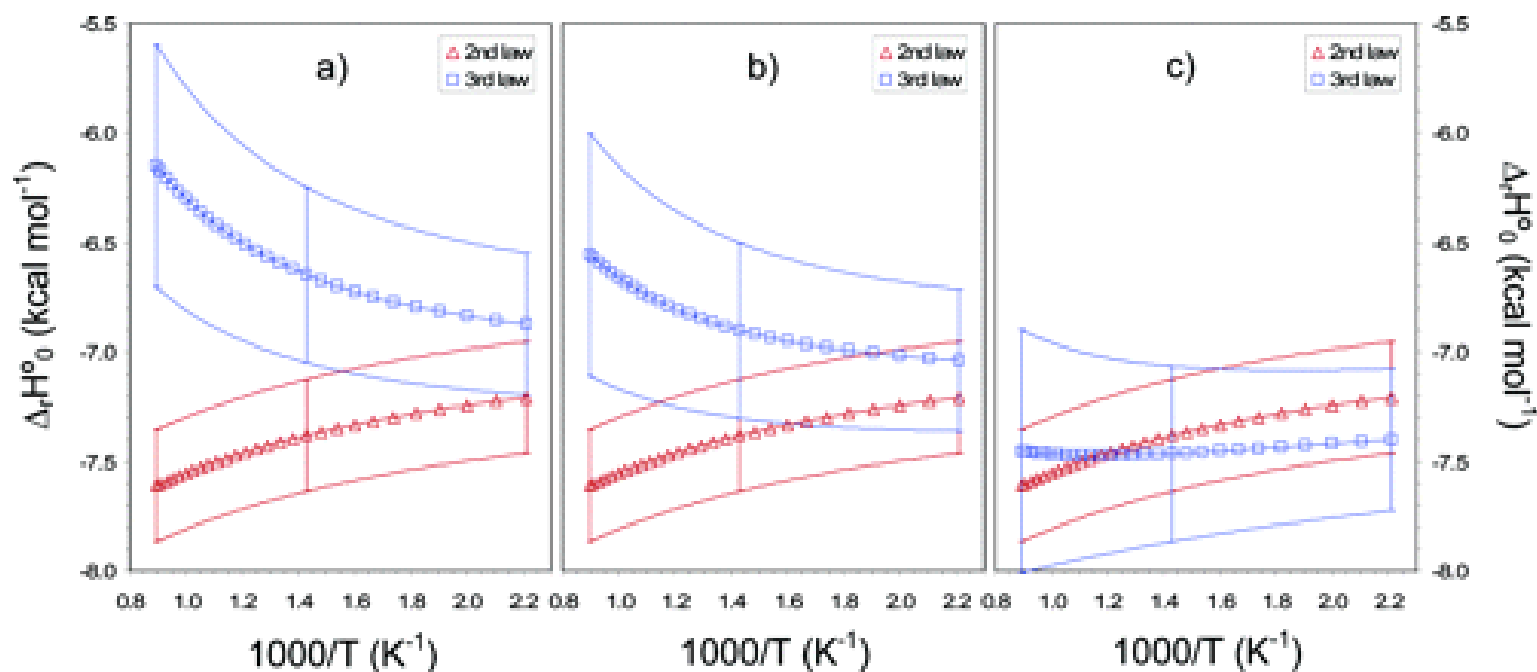 -5.5
-6.0
-6.5
-7.0
-7.5
-8.0
ΔrH⁰₀ (kcal mol⁻¹)
a)
2nd law
3rd law
0.8 1.0 1.2 1.4 1.6 1.8 2.0 2.2
1000/T (K⁻¹)
b)
2nd law
3rd law
0.8 1.0 1.2 1.4 1.6 1.8 2.0 2.2
1000/T (K⁻¹)
c)
2nd law
3rd law
0.8 1.0 1.2 1.4 1.6 1.8 2.0 2.2
1000/T (K⁻¹)
-5.5
-6.0
-6.5
-7.0
-7.5
-8.0
ΔrH⁰₀ (kcal mol⁻¹)